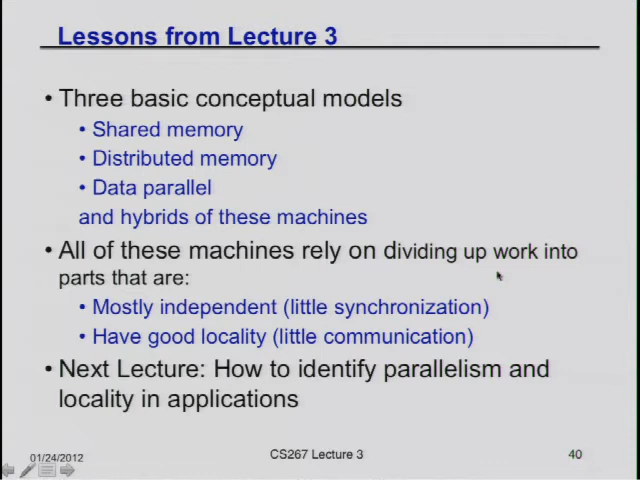 Lessons from Lecture 3
• Three basic conceptual models
• Shared memory
• Distributed memory
• Data parallel
and hybrids of these machines
• All of these machines rely on dividing up work into
parts that are:
• Mostly independent (little synchronization)
• Have good locality (little communication)
• Next Lecture: How to identify parallelism and
locality in applications
01/24/2012
CS267 Lecture 3
40